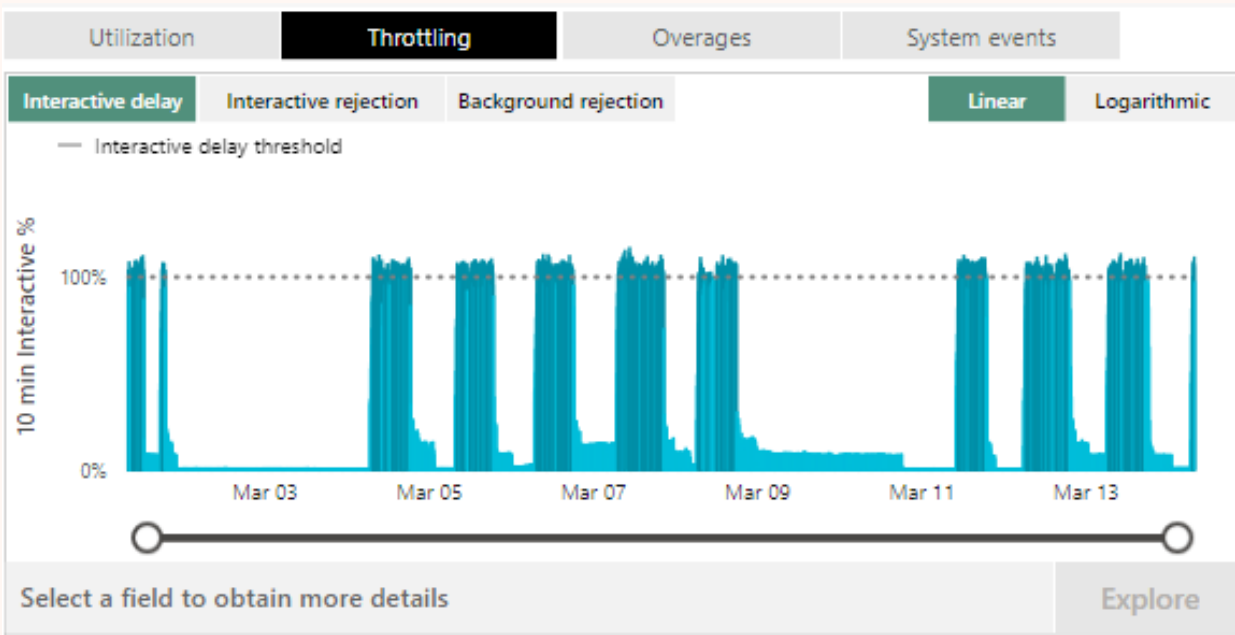 Utilization Throttling Overages System events
Interactive delay Interactive rejection Background rejection Linear Logarithmic
Interactive delay threshold
10 min Interactive %
100%
0%
Mar 03 Mar 05 Mar 07 Mar 09 Mar 11 Mar 13
Select a field to obtain more details Explore